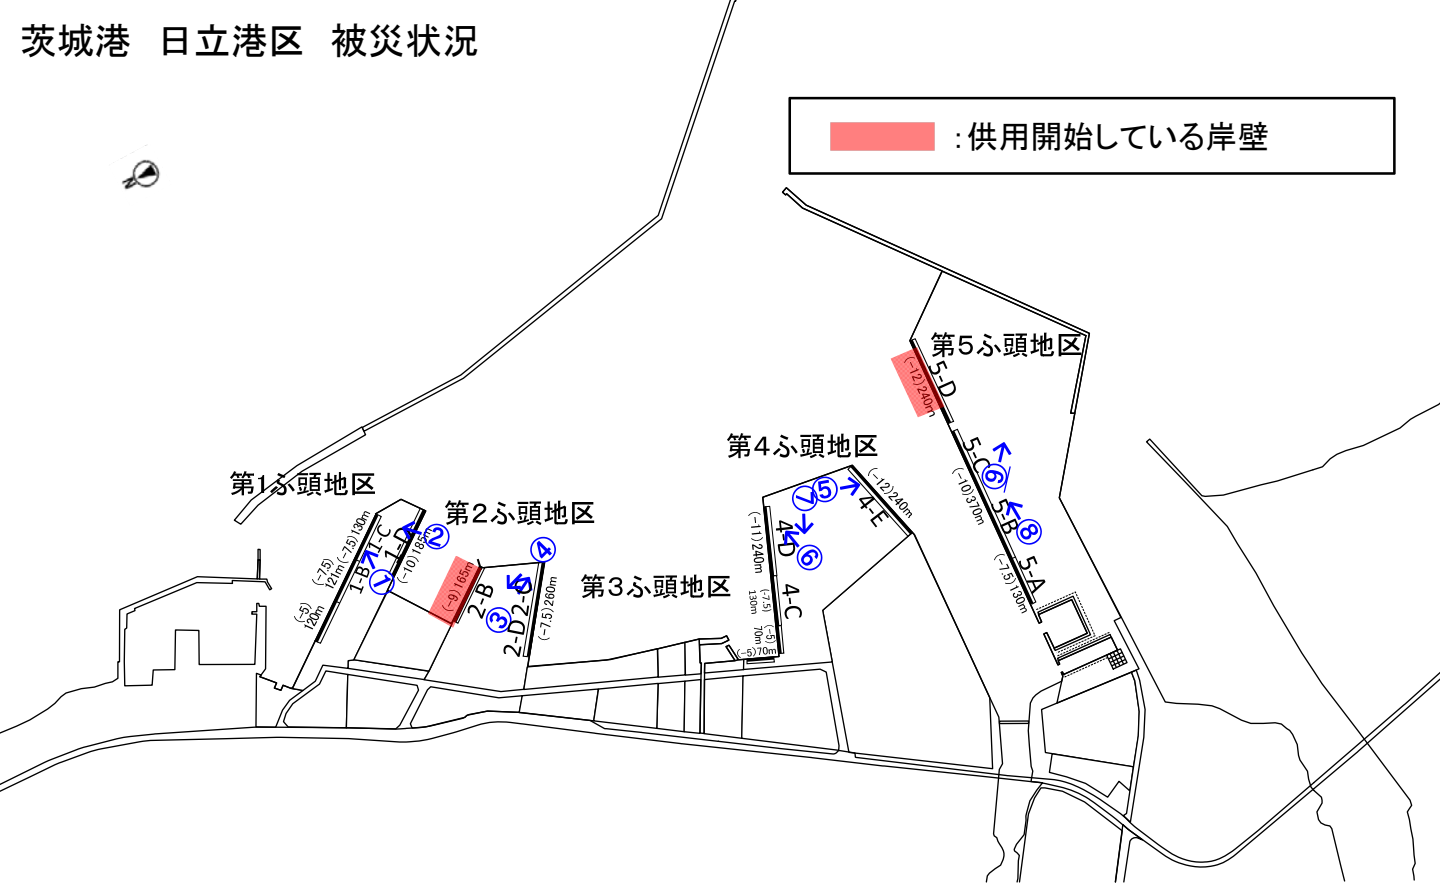 茨城港　日立港区　被災状況
：供用開始している岸壁
N
第5ふ頭地区
5-D
(-12)240m
第4ふ頭地区
(-12)240m
4-E
5-C
(-10)370m
⑨
5-B
⑧
5-A
(-7.5)130m
⑤
⑦
⑥
(-11)240m
4-D
4-C
(-7.5)
130m
(-5)
70m
(-5)70m
第1ふ頭地区
(-7.5)130m
1-C
1-D
(-7.5)
121m
1-B
①
②
(-10)185m
(-5)
120m
第2ふ頭地区
(-9)165m
2-B
④
③
2-C
2-D
(-7.5)260m
第3ふ頭地区